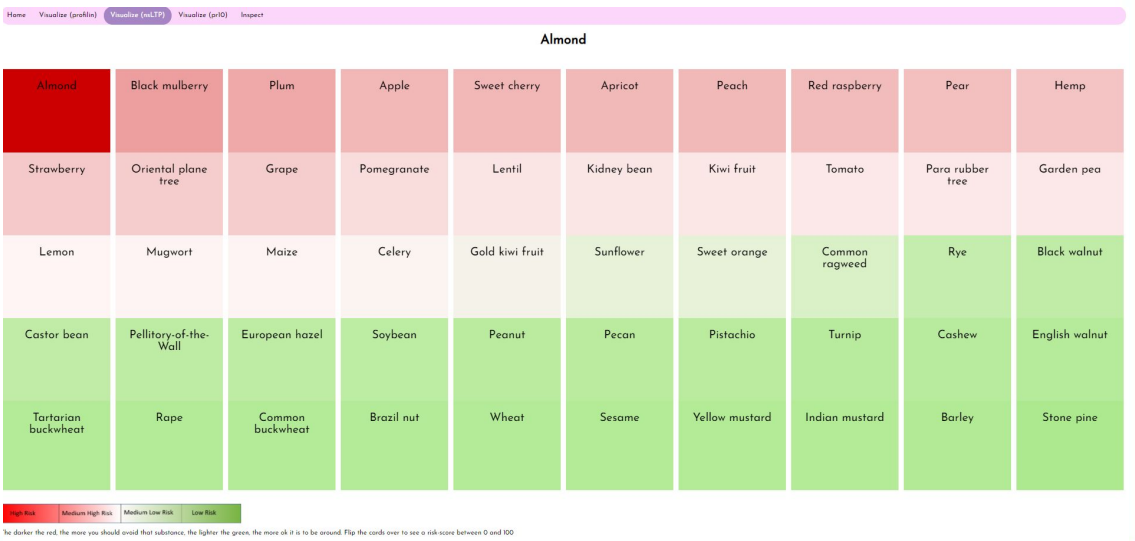 Home Visualize (profilin) Visualize (nsLTP) Visualize (pr10) Inspect
Almond
Almond Black mulberry Plum Apple Sweet cherry Apricot Peach Red raspberry Pear Hemp
Strawberry Oriental plane tree Grape Pomegranate Lentil Kidney bean Kiwi fruit Tomato Para rubber tree Garden pea
Lemon Mugwort Maize Celery Gold kiwi fruit Sunflower Sweet orange Common ragweed Rye Black walnut
Castor bean Pellitory-of-the-Wall European hazel Soybean Peanut Pecan Pistachio Turnip Cashew English walnut
Tartarian buckwheat Rape Common buckwheat Brazil nut Wheat Sesame Yellow mustard Indian mustard Barley Stone pine
High Risk Medium High Risk Medium Low Risk Low Risk
he darker the red, the more you should avoid that substance, the lighter the green, the more ok it is to be around. Flip the cards over to see a risk-score between 0 and 100